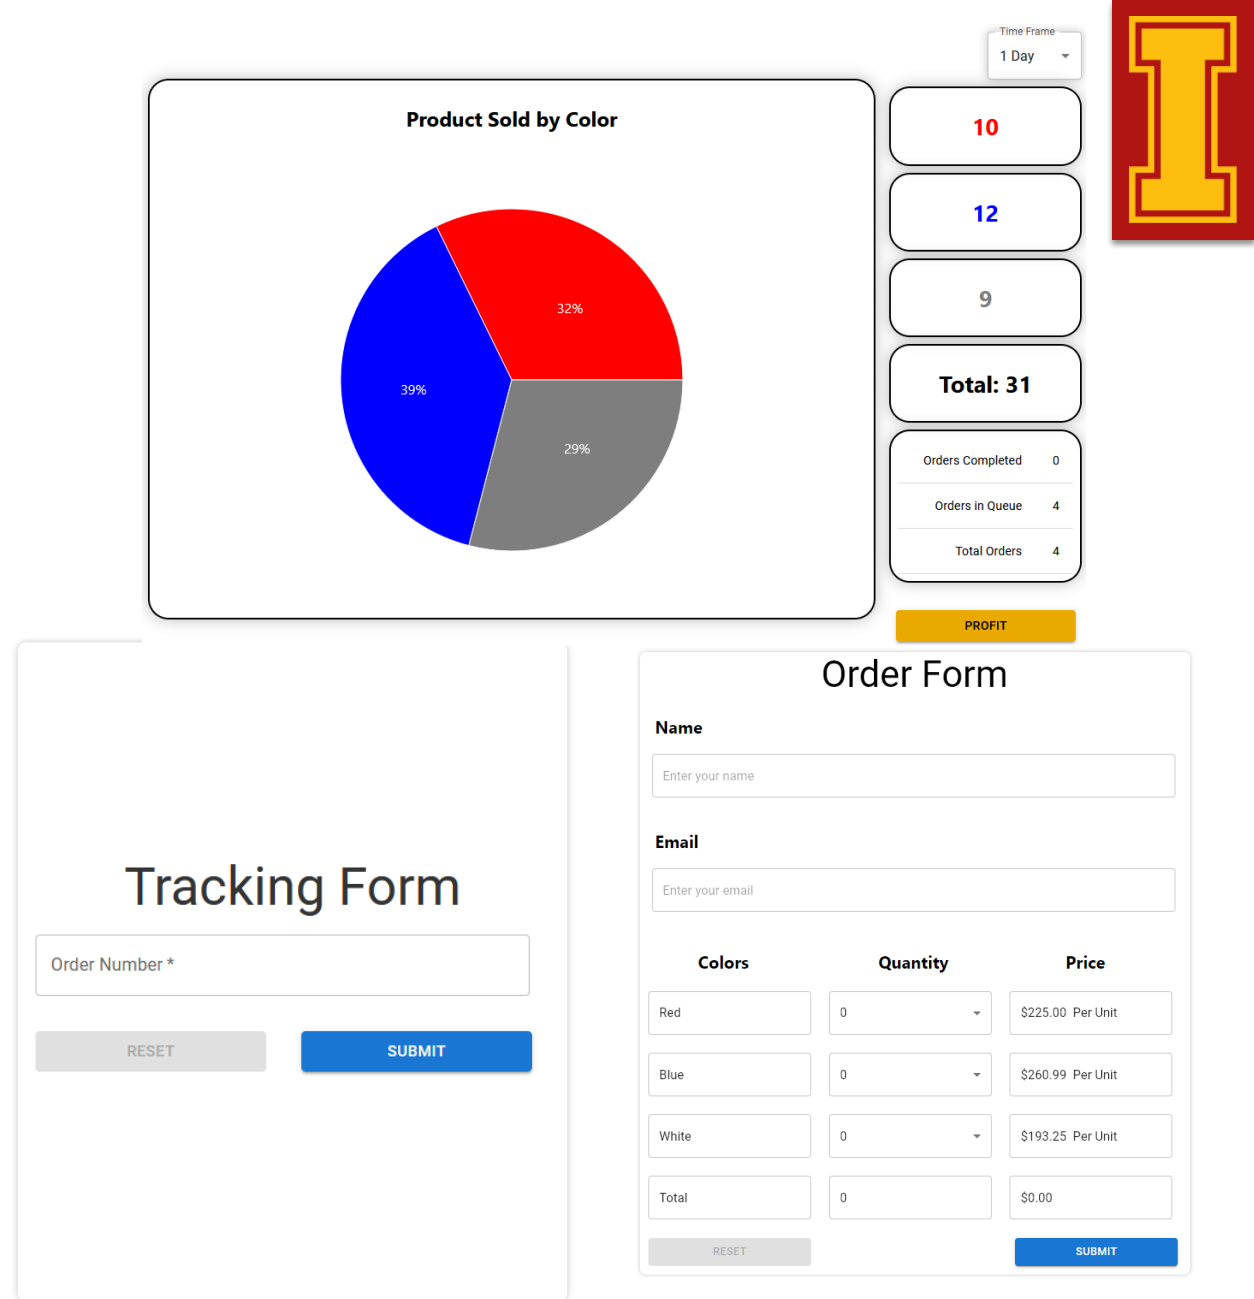 Time Frame
1 Day
I
Product Sold by Color
32%
39%
29%
10
12
9
Total: 31
Orders Completed 0
Orders in Queue 4
Total Orders 4
PROFIT
Tracking Form
Order Number *
RESET SUBMIT
Order Form
Name
Enter your name
Email
Enter your email
Colors Quantity Price
Red 0 $225.00 Per Unit
Blue 0 $260.99 Per Unit
White 0 $193.25 Per Unit
Total 0 $0.00
RESET SUBMIT